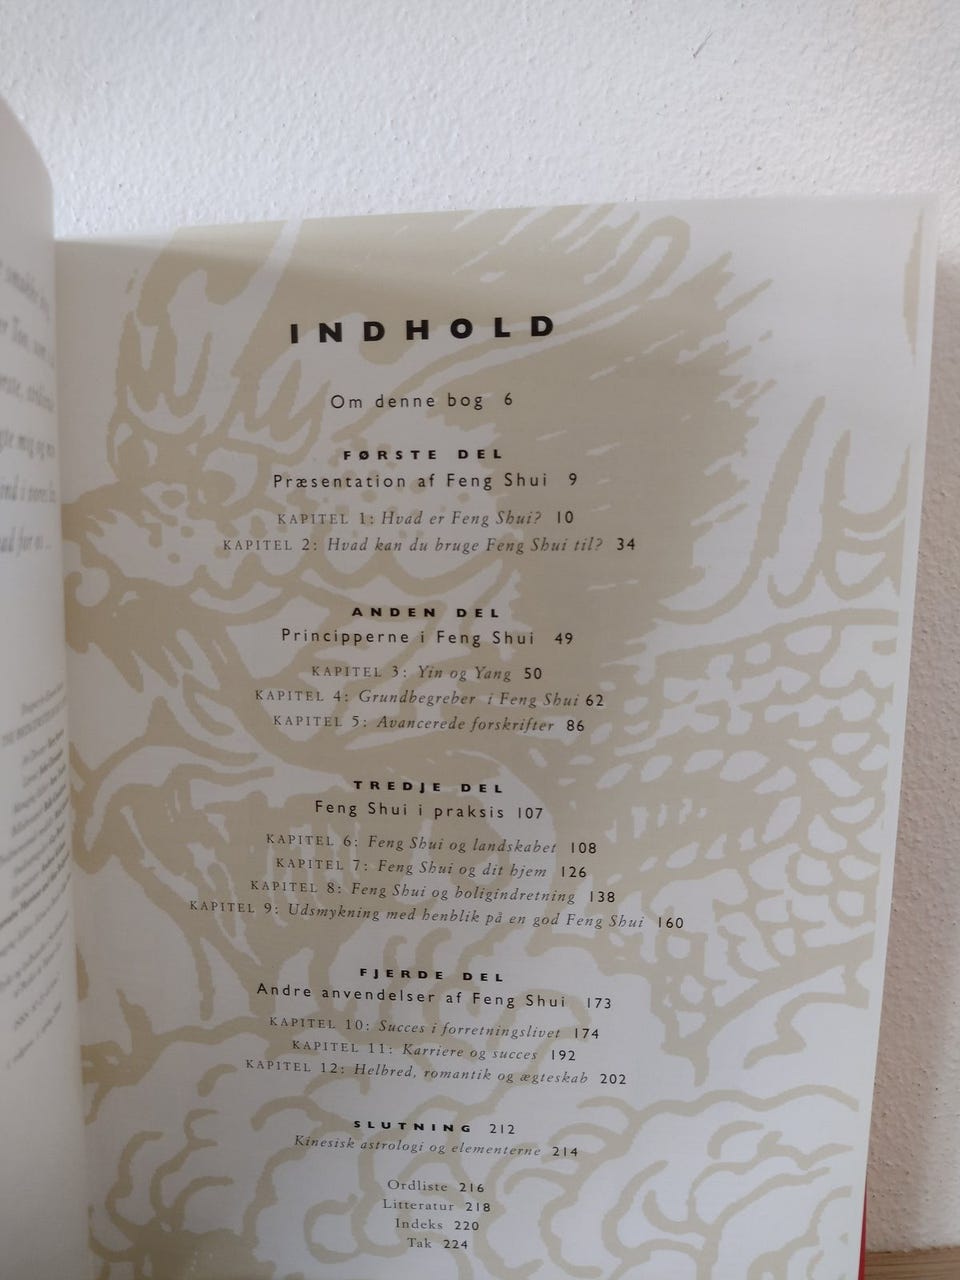 INDHOLD
Om denne bog 6
FØRSTE DEL
Præsentation af Feng Shui 9
KAPITEL 1: Hvad er Feng Shui? 10
KAPITEL 2: Hvad kan du bruge Feng Shui til? 34
ANDEN DEL
Principperne i Feng Shui 49
KAPITEL 3: Yin og Yang 50
KAPITEL 4: Grundbegreber i Feng Shui 62
KAPITEL 5: Avancerede forskrifter 86
TREDJE DEL
Feng Shui i praksis 107
KAPITEL 6: Feng Shui og landskabet 108
KAPITEL 7: Feng Shui og dit hjem 126
KAPITEL 8: Feng Shui og boligindretning 138
KAPITEL 9: Udsmykning med henblik på en god Feng Shui 160
FJERDE DEL
Andre anvendelser af Feng Shui 173
KAPITEL 10: Succes i forretningslivet 174
KAPITEL 11: Karriere og succes 192
KAPITEL 12: Helbred, romantik og ægteskab 202
SLUTNING 212
Kinesisk astrologi og elementerne 214
Ordliste 216
Litteratur 218
Indeks 220
Tak 224